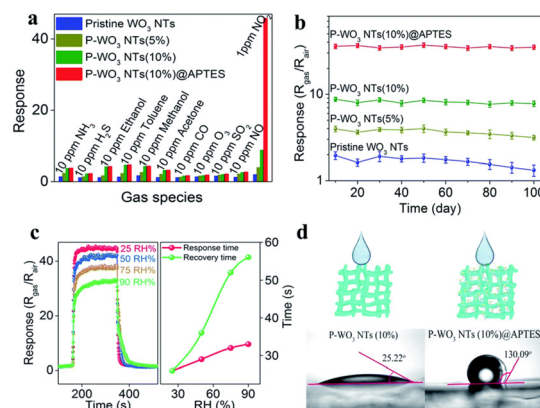 a
Pristine WO3 NTs
P-WO3 NTs(5%)
P-WO3 NTs(10%)
P-WO3 NTs(10%)@APTES
Response
40
20
0
10 ppm NH3
10 ppm H2S
10 ppm Ethanol
10 ppm Toluene
10 ppm Methanol
10 ppm Acetone
10 ppm CO
10 ppm O3
10 ppm SO2
10 ppm NO
1ppm NO2
Gas species
b
Response (Rgas/Rair)
10
1
P-WO3 NTs(10%)@APTES
P-WO3 NTs(10%)
P-WO3 NTs(5%)
Pristine WO3 NTs
0 20 40 60 80 100
Time (day)
c
Response (Rgas/Rair)
40
20
0
25 RH%
50 RH%
75 RH%
90 RH%
200 400 600
Time (s)
Response time
Recovery time
60
50
40
30
Time (s)
30 60 90
RH (%)
d
P-WO3 NTs (10%)
25.22°
P-WO3 NTs (10%)@APTES
130.09°